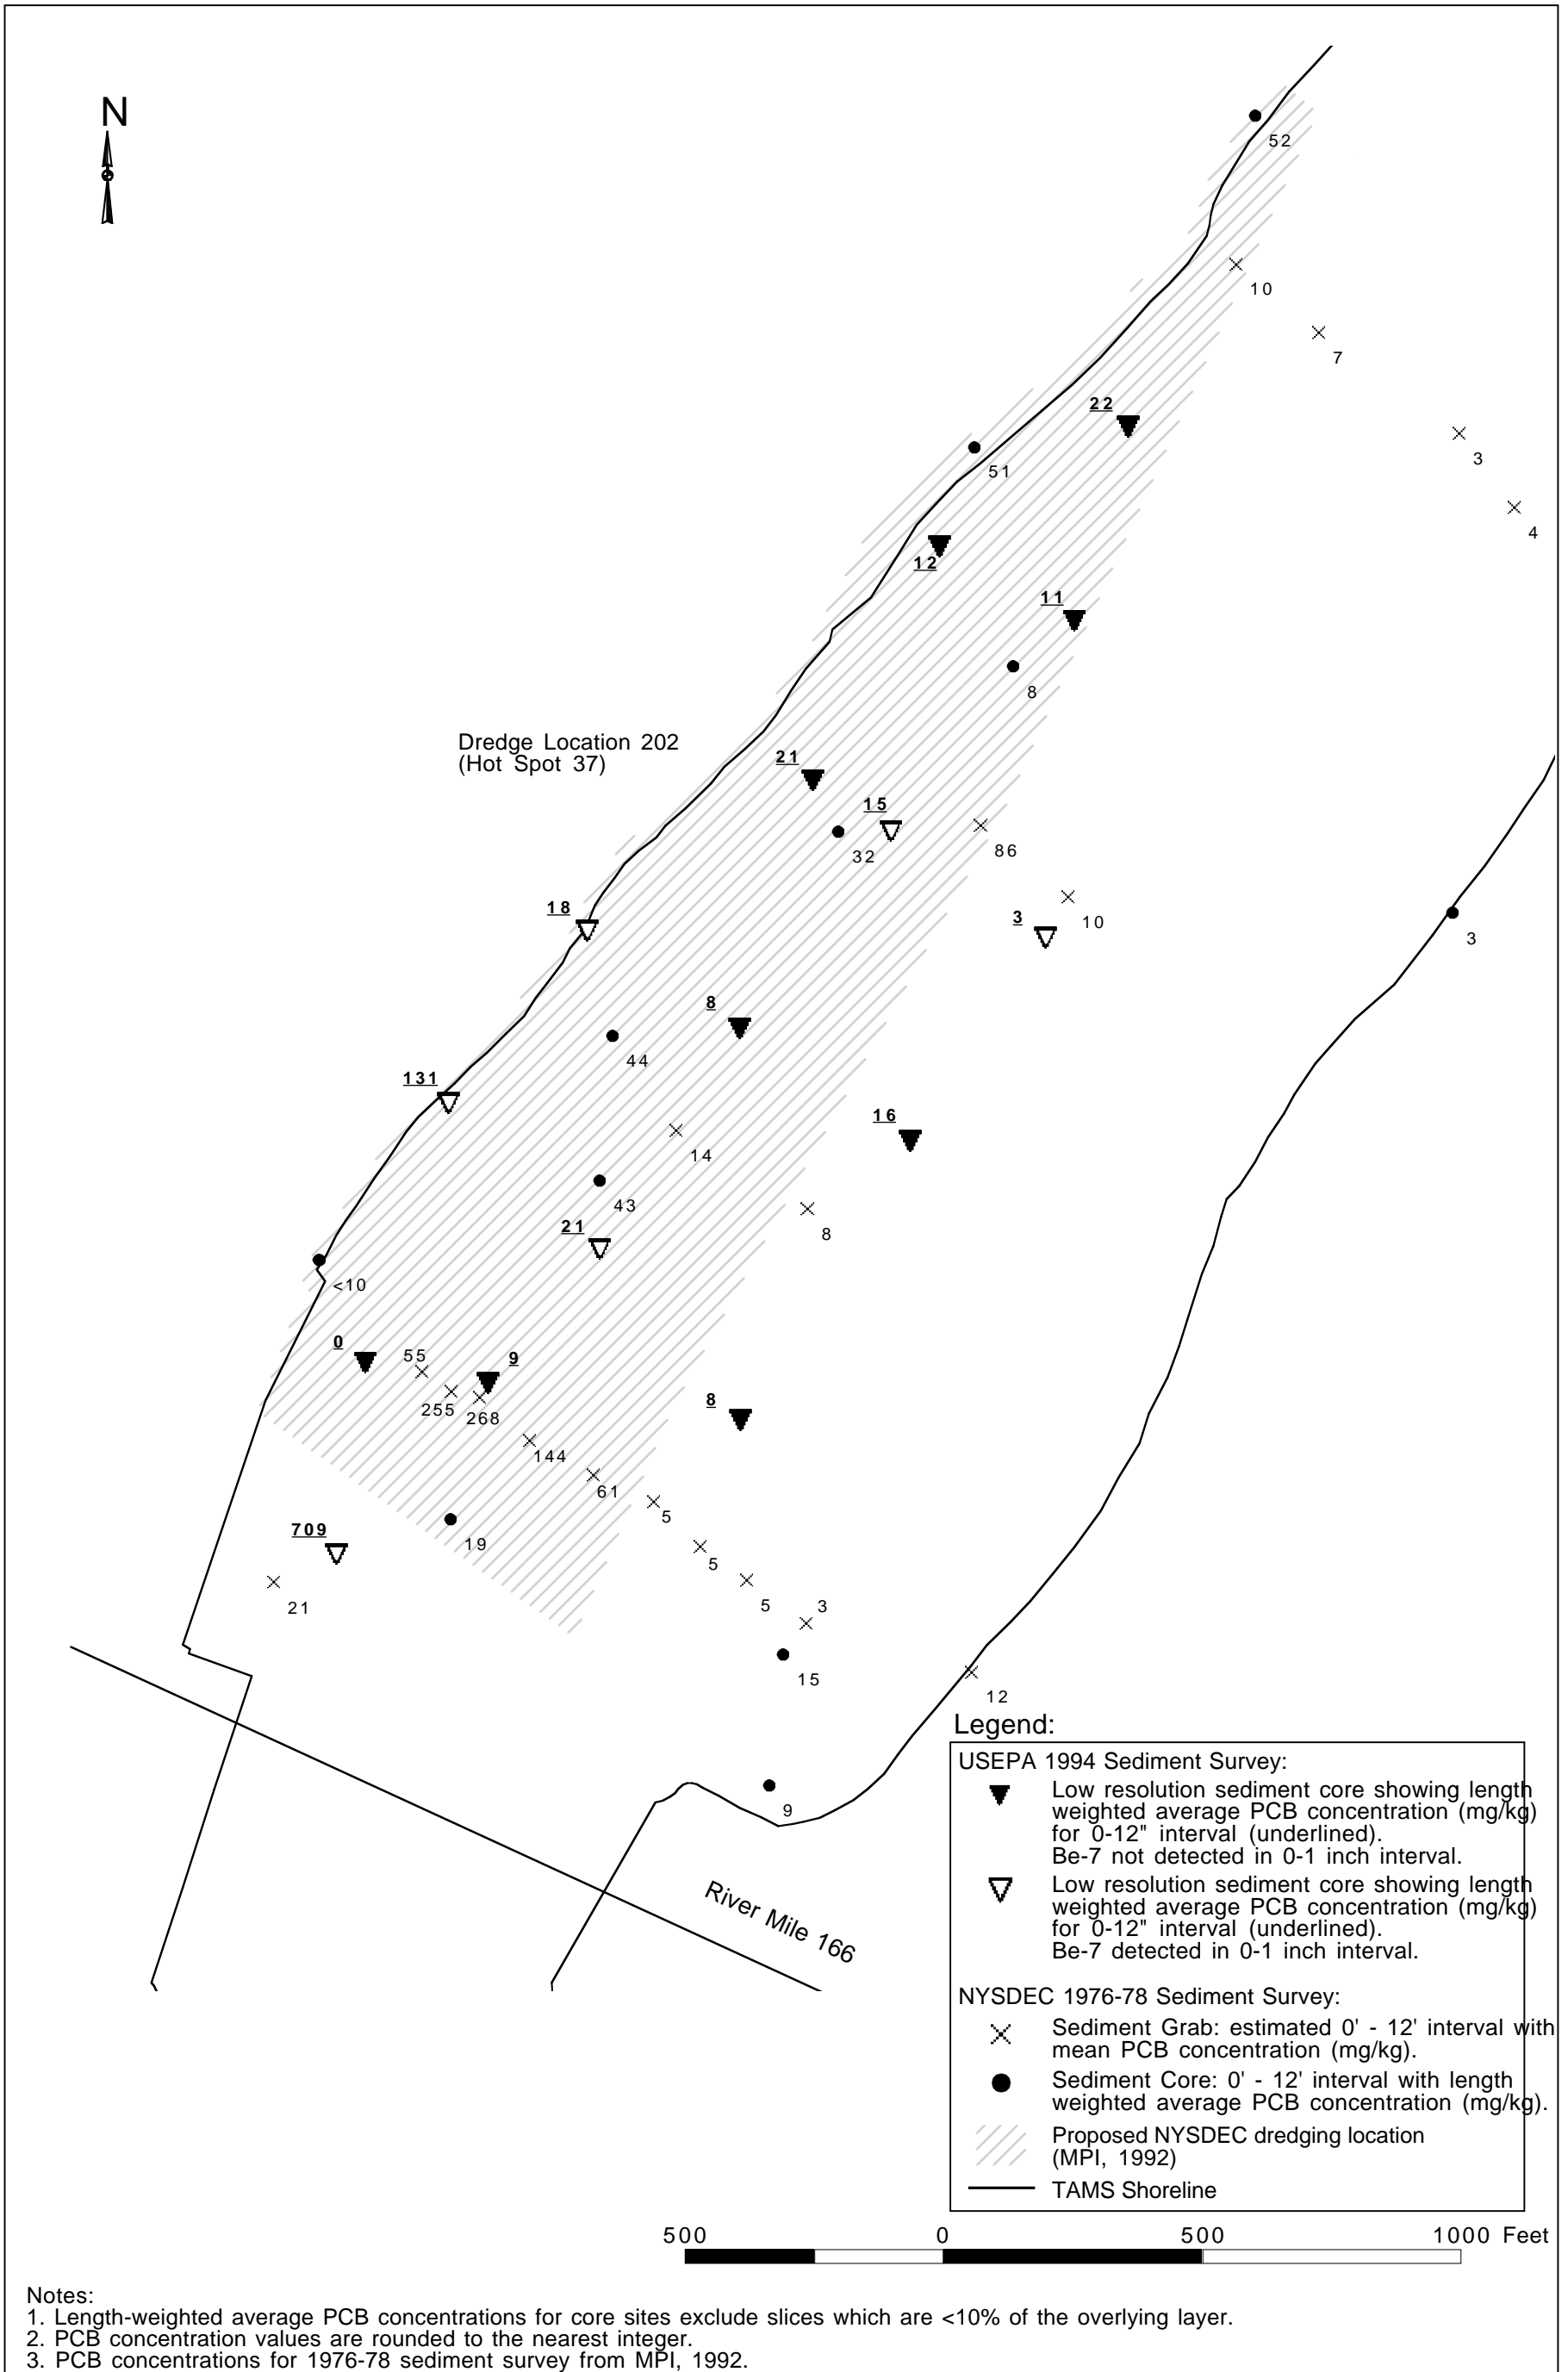 N
52
10
7
22
3
51
4
12
11
8
Dredge Location 202
(Hot Spot 37)
21
15
32
86
18
3
10
3
8
44
131
16
14
43
21
8
<10
0
55
9
255
268
8
144
61
5
709
19
5
21
5
3
15
12
9
River Mile 166
Legend:
USEPA 1994 Sediment Survey:
Low resolution sediment core showing length
weighted average PCB concentration (mg/kg)
for 0-12" interval (underlined).
Be-7 not detected in 0-1 inch interval.
Low resolution sediment core showing length
weighted average PCB concentration (mg/kg)
for 0-12" interval (underlined).
Be-7 detected in 0-1 inch interval.
NYSDEC 1976-78 Sediment Survey:
Sediment Grab: estimated 0' - 12' interval with
mean PCB concentration (mg/kg).
Sediment Core: 0' - 12' interval with length
weighted average PCB concentration (mg/kg).
Proposed NYSDEC dredging location
(MPI, 1992)
TAMS Shoreline
500 0 500 1000 Feet
Notes:
1. Length-weighted average PCB concentrations for core sites exclude slices which are <10% of the overlying layer.
2. PCB concentration values are rounded to the nearest integer.
3. PCB concentrations for 1976-78 sediment survey from MPI, 1992.